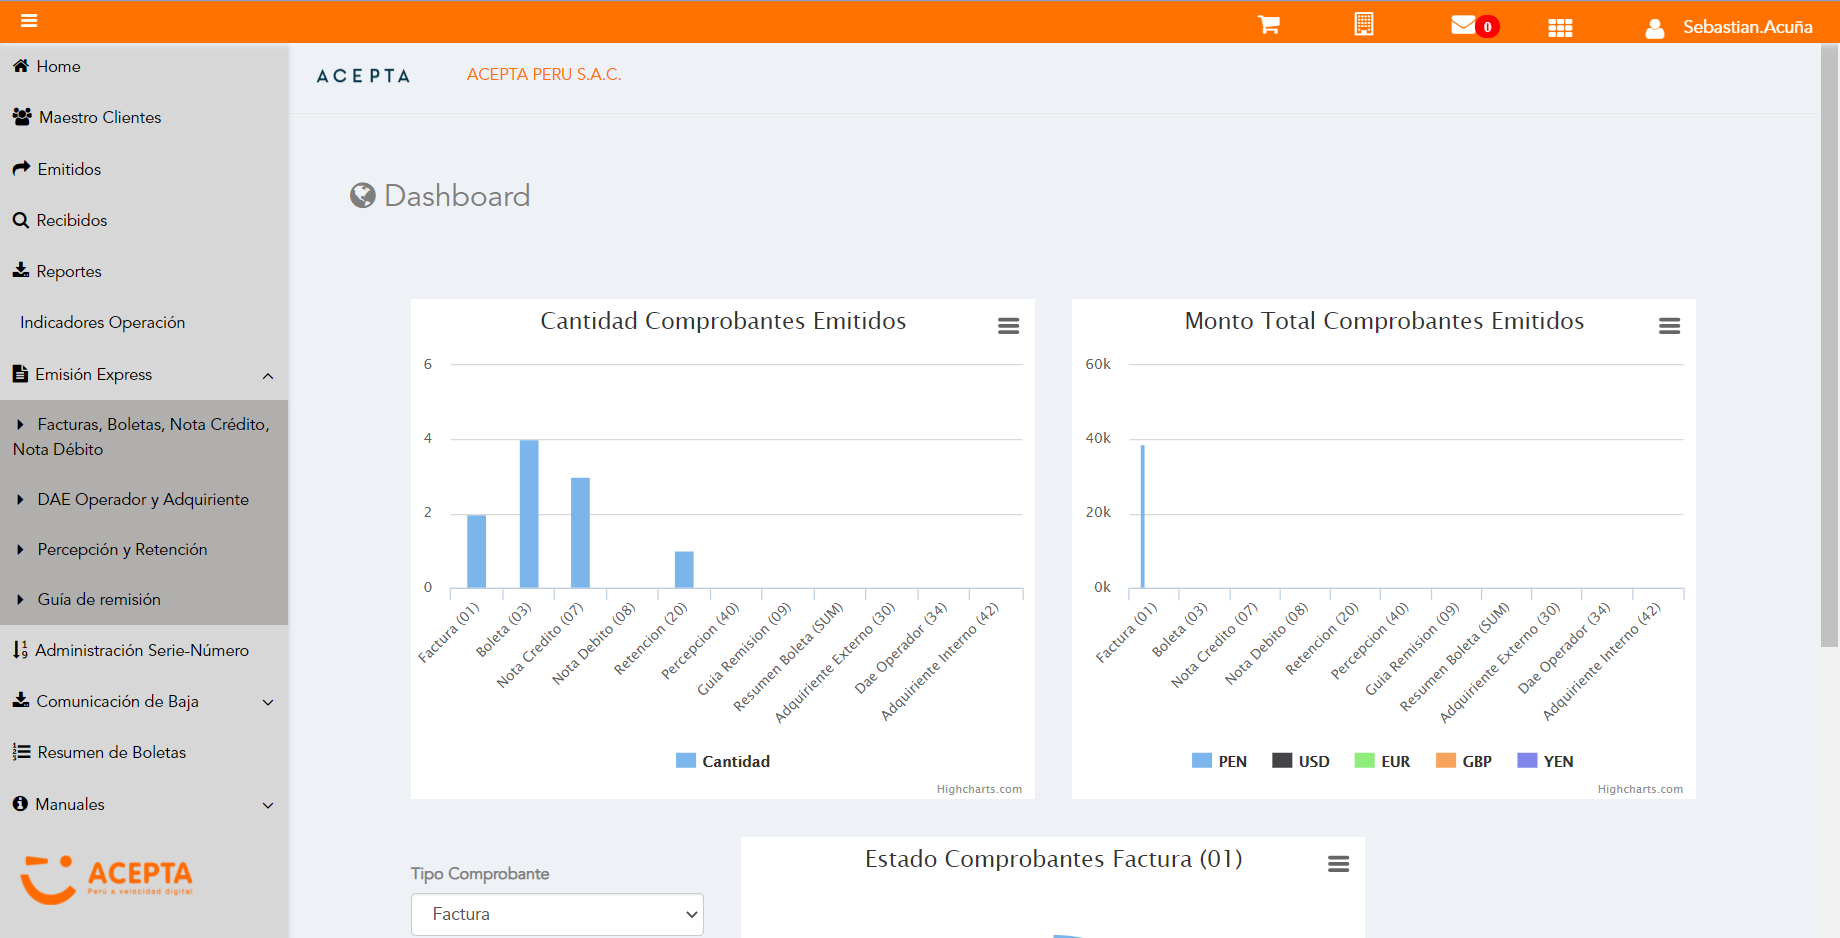 0
Sebastian.Acuña
Home
Maestro Clientes
Emitidos
Recibidos
Reportes
Indicadores Operación
Emisión Express
Facturas, Boletas, Nota Crédito,
Nota Débito
DAE Operador y Adquiriente
Percepción y Retención
Guía de remisión
Administración Serie-Número
Comunicación de Baja
Resumen de Boletas
Manuales
ACEPTA
Perú a velocidad digital
ACEPTA
ACEPTA PERU S.A.C.
Dashboard
Cantidad Comprobantes Emitidos
6
4
2
0
Factura (01)
Boleta (03)
Nota Credito (07)
Nota Debito (08)
Retencion (20)
Percepcion (40)
Guia Remision (09)
Resumen Boleta (SUM)
Adquiriente Externo (30)
Dae Operador (34)
Adquiriente Interno (42)
Cantidad
Highcharts.com
Monto Total Comprobantes Emitidos
60k
40k
20k
0k
Factura (01)
Boleta (03)
Nota Credito (07)
Nota Debito (08)
Retencion (20)
Percepcion (40)
Guia Remision (09)
Resumen Boleta (SUM)
Adquiriente Externo (30)
Dae Operador (34)
Adquiriente Interno (42)
PEN USD EUR GBP YEN
Highcharts.com
Tipo Comprobante
Factura
Estado Comprobantes Factura (01)